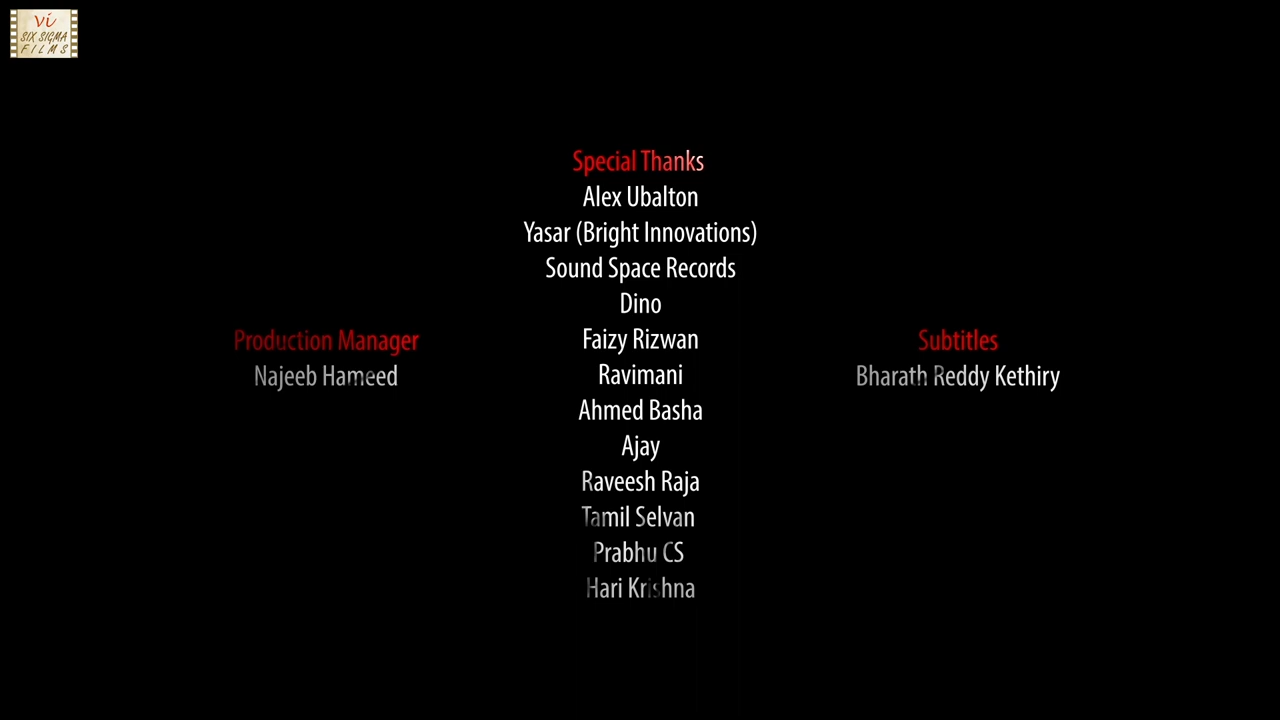 vi
SIX SIGMA
FILMS
Special Thanks
Alex Ubalton
Yasar (Bright Innovations)
Sound Space Records
Dino
Faizy Rizwan
Ravimani
Ahmed Basha
Ajay
Raveesh Raja
Tamil Selvan
Prabhu CS
Hari Krishna
Production Manager
Najeeb Hameed
Subtitles
Bharath Reddy Kethiry